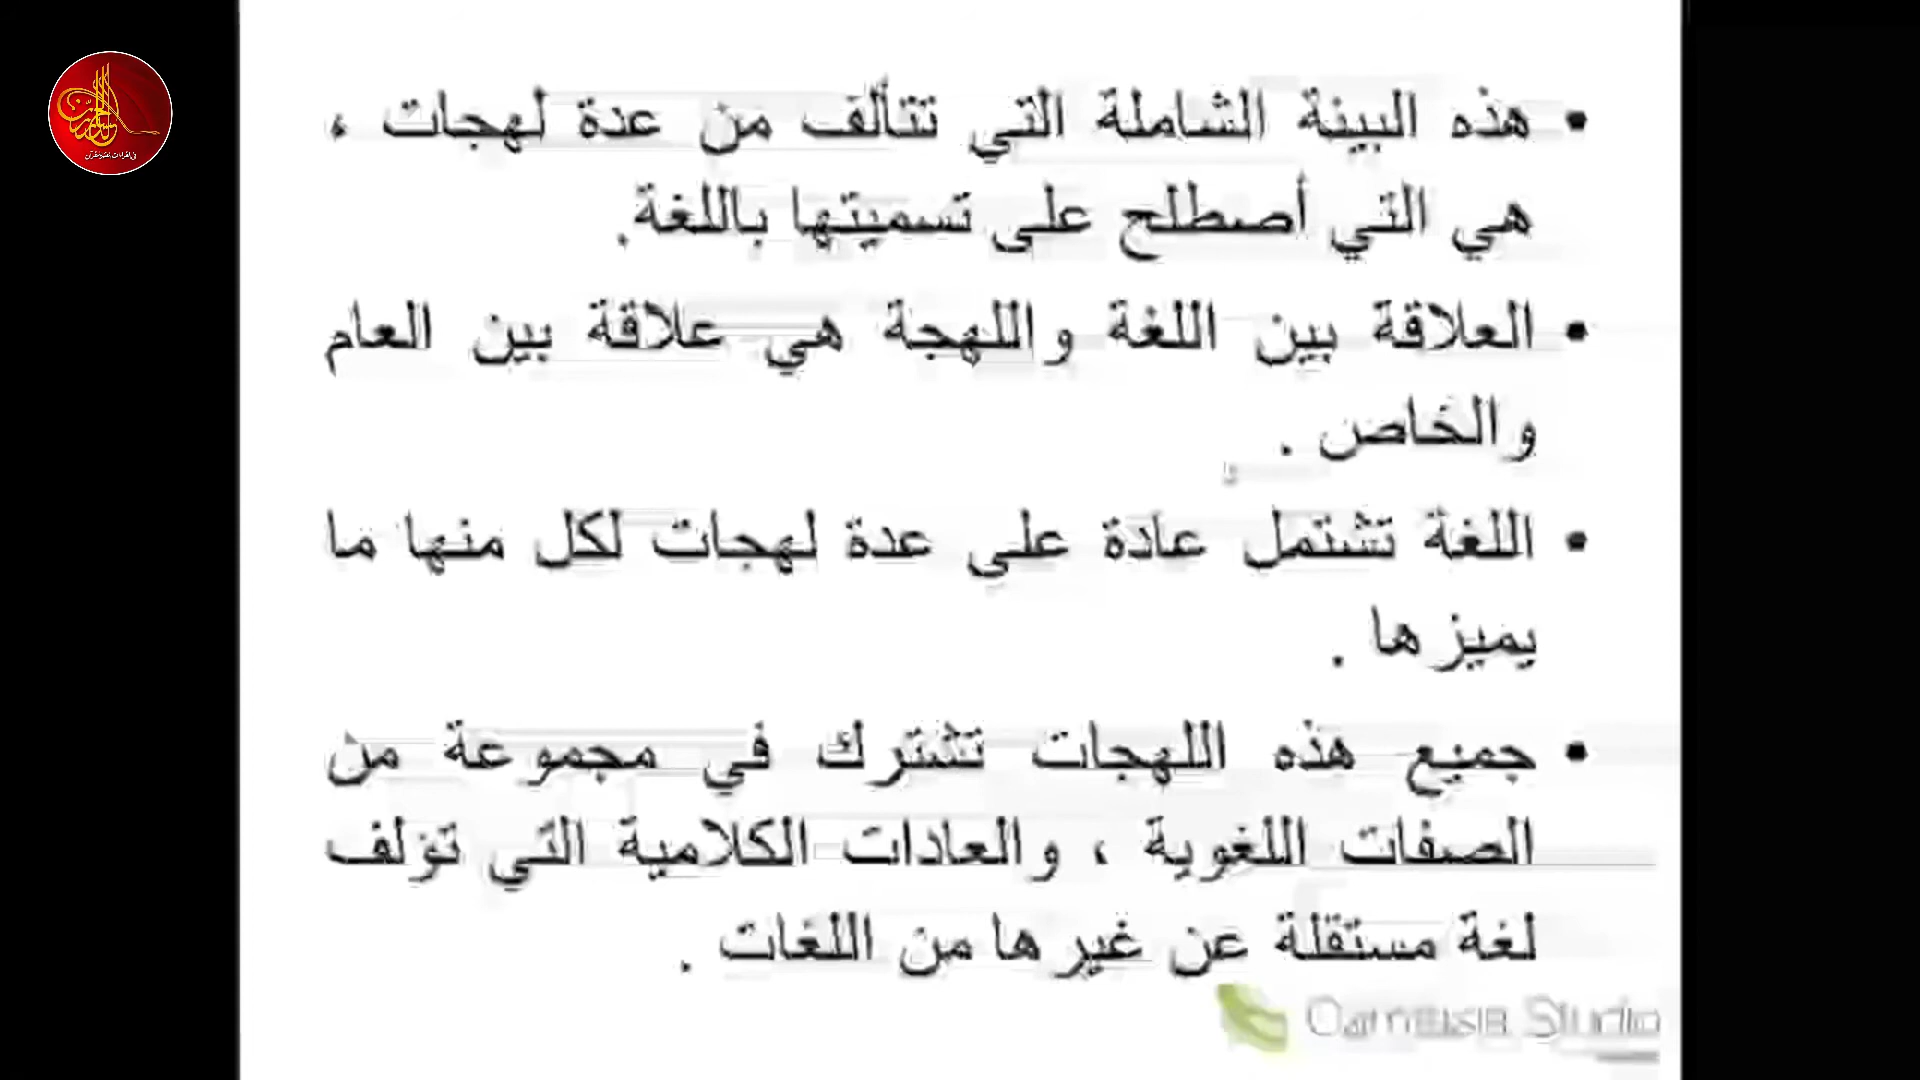 • هذه البينة الشاملة التي تتألف من عدة لهجات ،
هي التي أصطلح على تسميتها باللغة.
• العلاقة بين اللغة واللهجة هي علاقة بين العام
والخاص .
• اللغة تشتمل عادة على عدة لهجات لكل منها ما
يميزها .
• جميع هذه اللهجات تشترك في مجموعة من
الصفات اللغوية ، والعادات الكلامية التي تؤلف
لغة مستقلة عن غيرها من اللغات .
Camtasia Studio